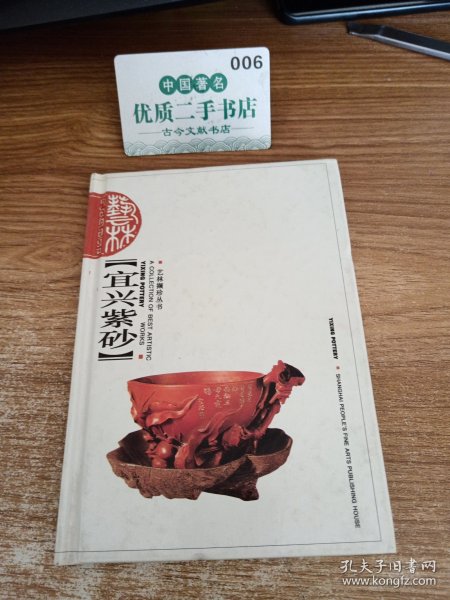 006
中国著名
优质二手书店
古今文献书店
藝林
【宜兴紫砂】
艺林撷珍丛书
A COLLECTION OF BEST ARTISTIC
YIXING POTTERY WORKS
YIXING POTTERY
SHANGHAI PEOPLE'S FINE ARTS PUBLISHING HOUSE
孔夫子旧书网
www.kongfz.com